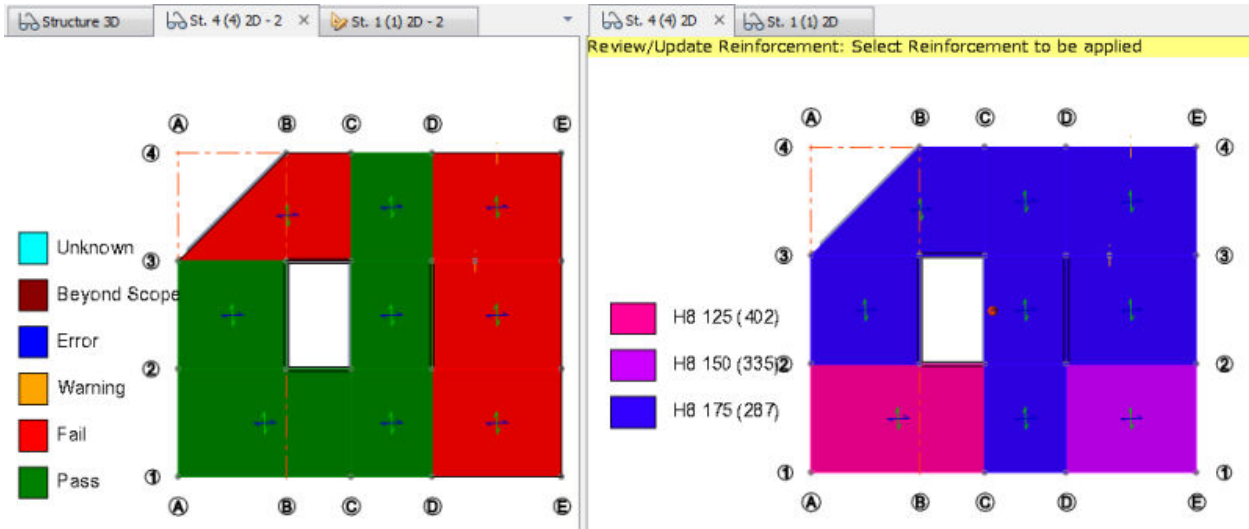 Structure 3D
St. 4 (4) 2D - 2
St. 1 (1) 2D - 2
St. 4 (4) 2D
St. 1 (1) 2D
Review/Update Reinforcement: Select Reinforcement to be applied
A B C D E
4
3
2
1
A B C D E
Unknown
Beyond Scope
Error
Warning
Fail
Pass
A B C D E
4 4
3 3
2 2
1 1
A B C D E
H8 125 (402)
H8 150 (335)
H8 175 (287)